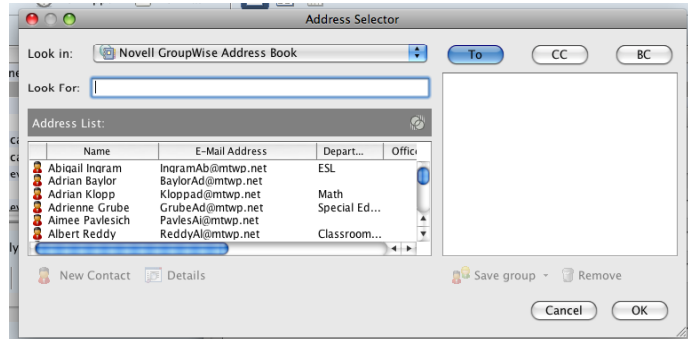 Address Selector
Look in: Novell GroupWise Address Book
To CC BC
Look For:
Address List:
Name E-Mail Address Depart... Offic
Abigail Ingram IngramAb@mtwp.net ESL
Adrian Baylor BaylorAd@mtwp.net
Adrian Klopp Kloppad@mtwp.net Math
Adrienne Grube GrubeAd@mtwp.net Special Ed...
Aimee Pavlesich PavlesAi@mtwp.net
Albert Reddy ReddyAl@mtwp.net Classroom...
New Contact Details Save group Remove
Cancel OK